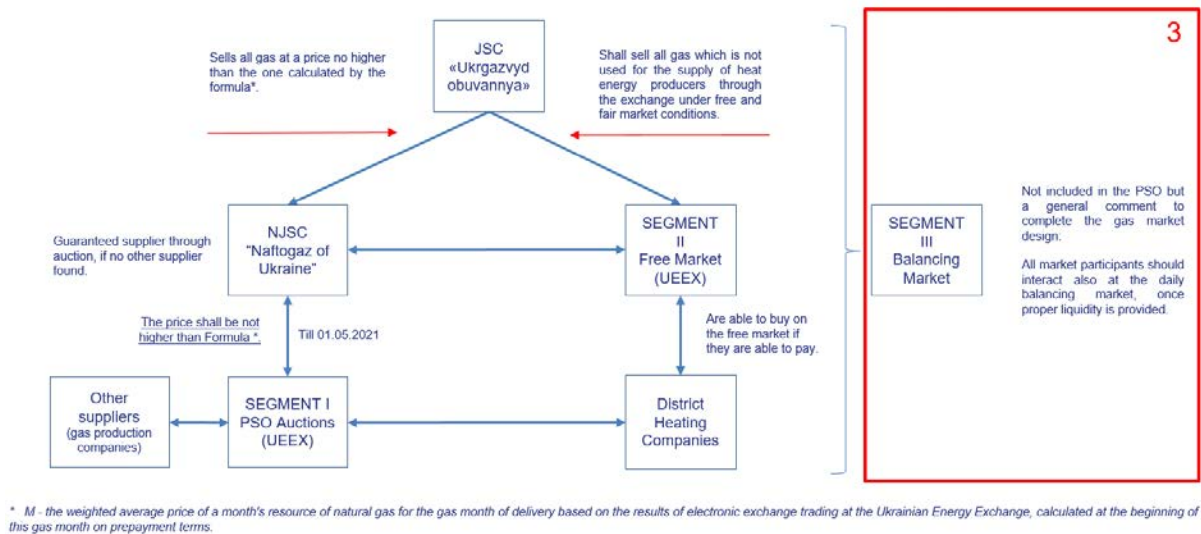 3
JSC
«Ukrgazvyd
obuvannya»
Sells all gas at a price no higher
than the one calculated by the
formula*.
Shall sell all gas which is not
used for the supply of heat
energy producers through
the exchange under free and
fair market conditions.
NJSC
"Naftogaz of
Ukraine"
SEGMENT
II
Free Market
(UEEX)
SEGMENT
III
Balancing
Market
Not included in the PSO but
a general comment to
complete the gas market
design:
All market participants should
interact also at the daily
balancing market, once
proper liquidity is provided.
Guaranteed supplier through
auction, if no other supplier
found.
The price shall be not
higher than Formula *.
Till 01.05.2021
Are able to buy on
the free market if
they are able to pay.
Other
suppliers
(gas production
companies)
SEGMENT I
PSO Auctions
(UEEX)
District
Heating
Companies
* M - the weighted average price of a month's resource of natural gas for the gas month of delivery based on the results of electronic exchange trading at the Ukrainian Energy Exchange, calculated at the beginning of
this gas month on prepayment terms.